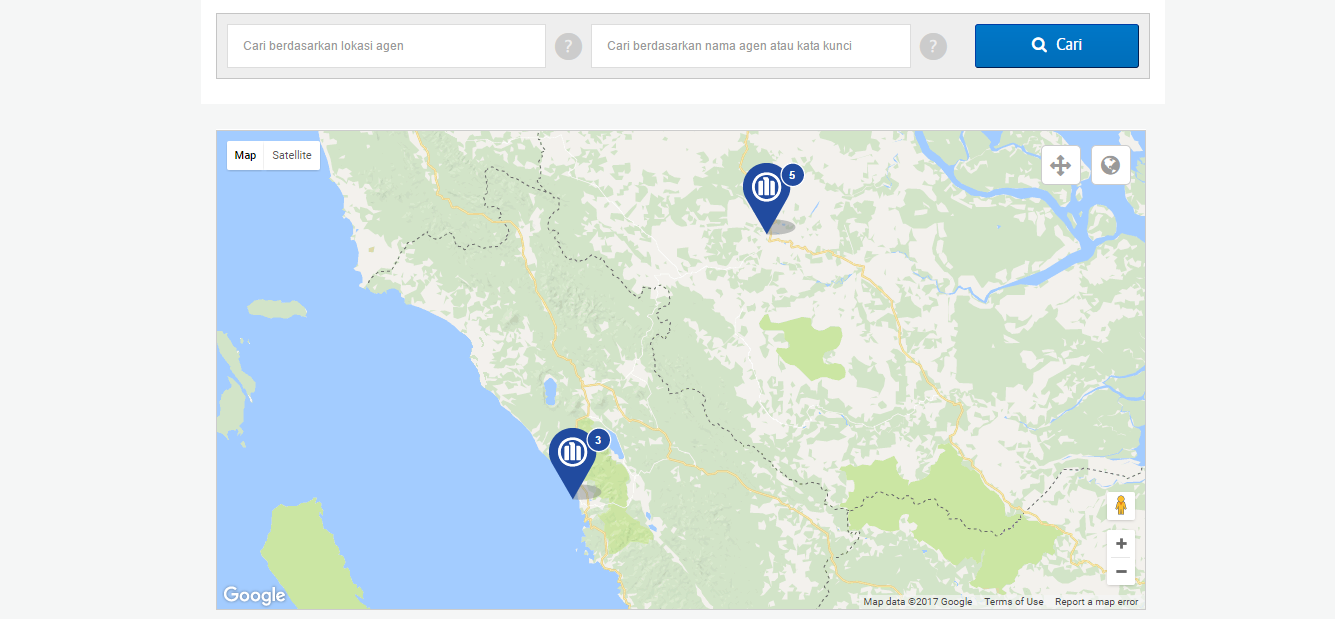 Cari berdasarkan lokasi agen
?
Cari berdasarkan nama agen atau kata kunci
?
Cari
Map
Satellite
5
3
Google
Map data ©2017 Google
Terms of Use
Report a map error